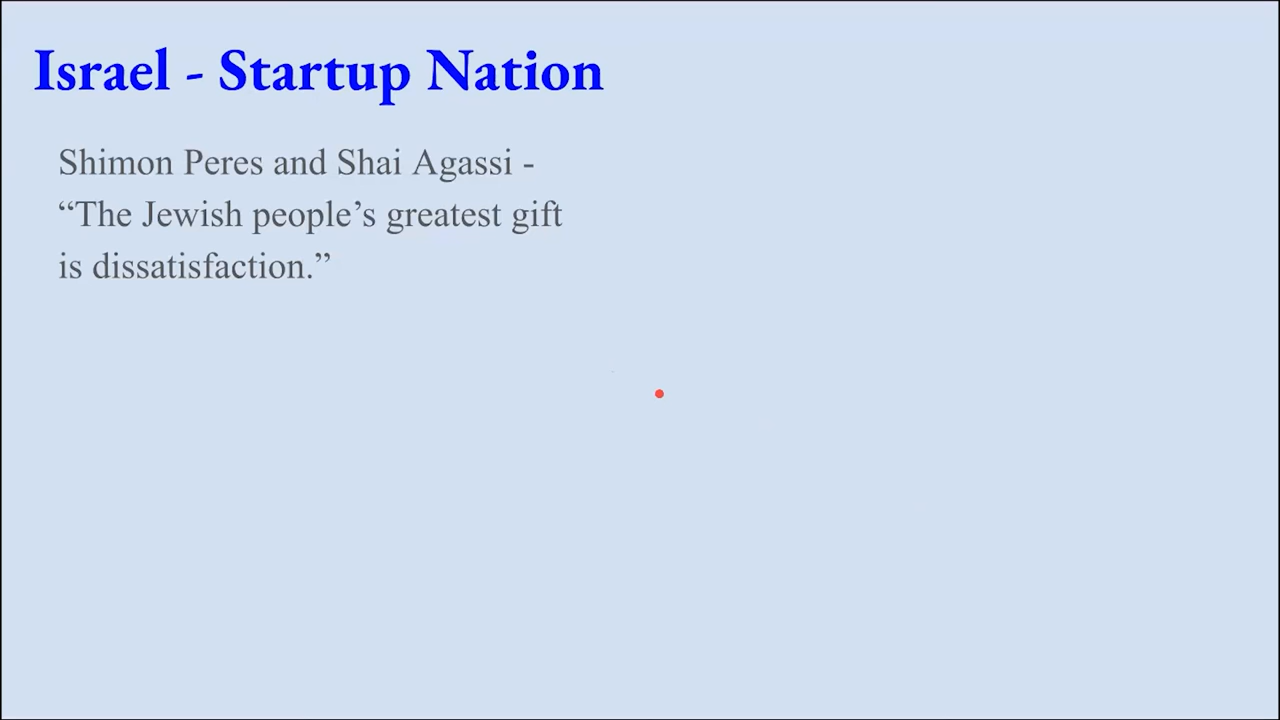 Israel - Startup Nation
Shimon Peres and Shai Agassi -
“The Jewish people’s greatest gift
is dissatisfaction.”